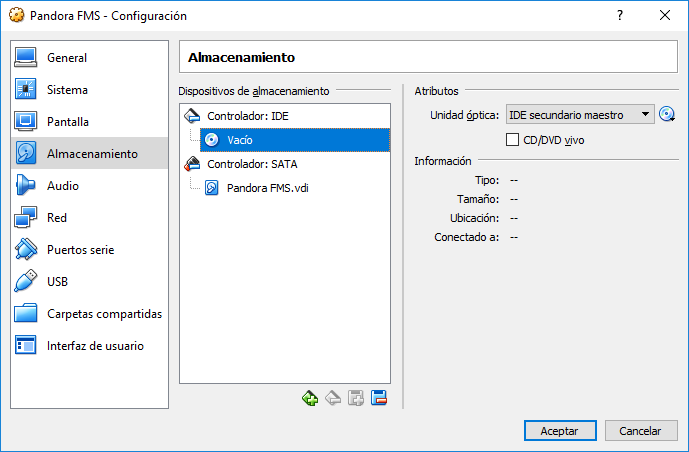 Pandora FMS - Configuración
?
General
Sistema
Pantalla
Almacenamiento
Audio
Red
Puertos serie
USB
Carpetas compartidas
Interfaz de usuario
Almacenamiento
Dispositivos de almacenamiento
Controlador: IDE
Vacío
Controlador: SATA
Pandora FMS.vdi
Atributos
Unidad óptica: IDE secundario maestro
CD/DVD vivo
Información
Tipo: --
Tamaño: --
Ubicación: --
Conectado a: --
Aceptar Cancelar